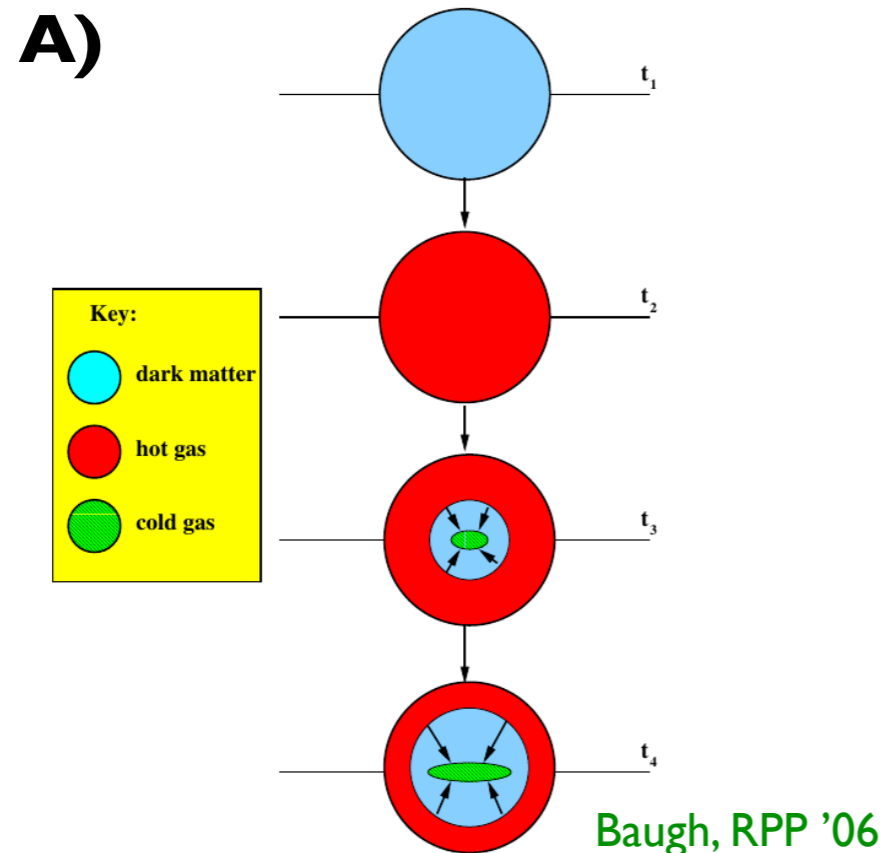 A)
t1
t2
Key:
dark matter
hot gas
cold gas
t3
t4
Baugh, RPP ’06